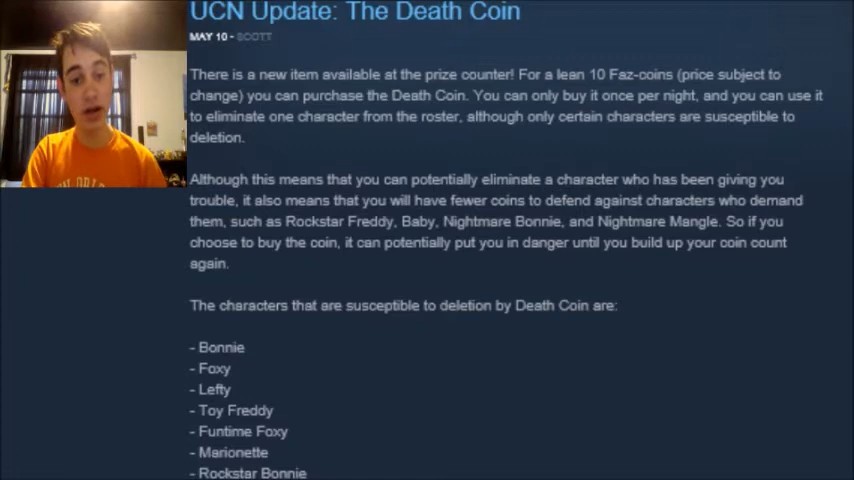 UCN Update: The Death Coin
MAY 10 - SCOTT
There is a new item available at the prize counter! For a lean 10 Faz-coins (price subject to
change) you can purchase the Death Coin. You can only buy it once per night, and you can use it
to eliminate one character from the roster, although only certain characters are susceptible to
deletion.
Although this means that you can potentially eliminate a character who has been giving you
trouble, it also means that you will have fewer coins to defend against characters who demand
them, such as Rockstar Freddy, Baby, Nightmare Bonnie, and Nightmare Mangle. So if you
choose to buy the coin, it can potentially put you in danger until you build up your coin count
again.
The characters that are susceptible to deletion by Death Coin are:
- Bonnie
- Foxy
- Lefty
- Toy Freddy
- Funtime Foxy
- Marionette
- Rockstar Bonnie